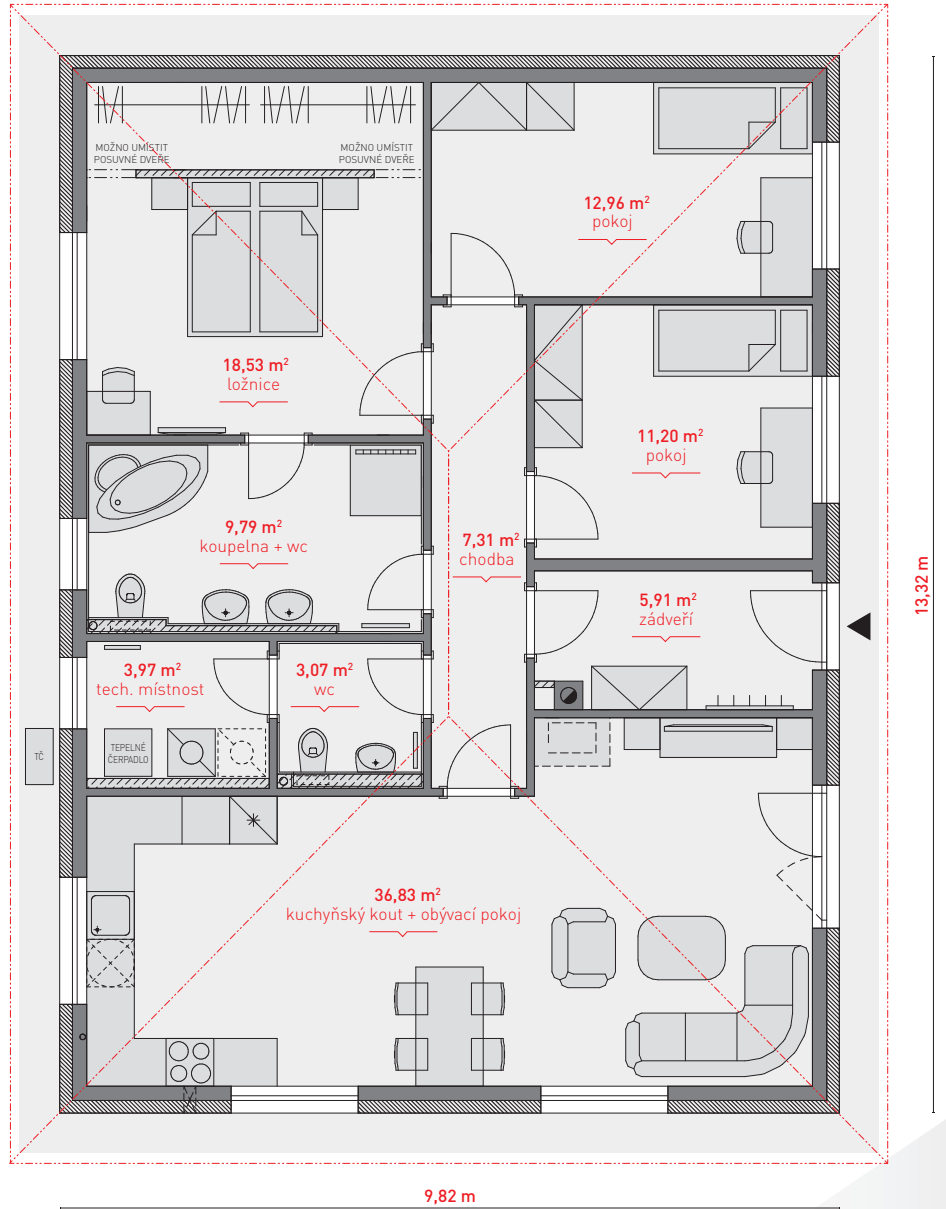 MOŽNO UMÍSTIT
POSUVNÉ DVEŘE
MOŽNO UMÍSTIT
POSUVNÉ DVEŘE
12,96 m²
pokoj
18,53 m²
ložnice
11,20 m²
pokoj
9,79 m²
koupelna + wc
7,31 m²
chodba
5,91 m²
zádveří
13,32 m
3,97 m²
tech. místnost
3,07 m²
wc
TČ
TEPELNÉ
ČERPADLO
36,83 m²
kuchyňský kout + obývací pokoj
9,82 m